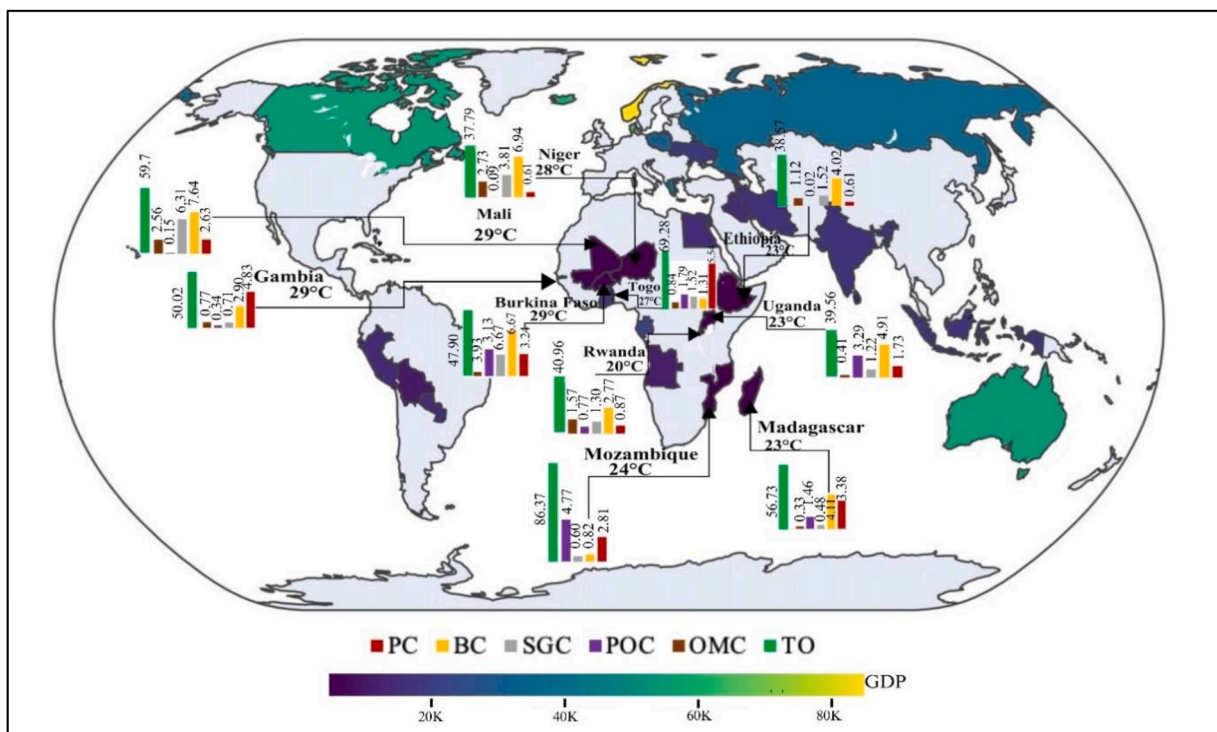 59.7
2.56
0.15
6.31
7.64
2.63
37.79
2.73
0.09
3.81
6.94
0.61
Niger
28°C
38.57
1.12
0.02
1.52
4.02
0.61
Mali
29°C
Ethiopia
23°C
50.02
0.77
0.34
0.71
2.90
4.83
Gambia
29°C
69.28
0.84
1.79
1.52
1.31
Togo
27°C
Burkina Faso
29°C
47.90
3.93
3.13
6.67
6.67
3.24
Uganda
23°C
39.56
0.41
3.29
1.22
4.91
1.73
Rwanda
20°C
40.96
1.57
0.77
1.30
2.77
0.87
Mozambique
24°C
86.37
4.77
0.60
0.82
2.81
Madagascar
23°C
56.73
0.33
1.46
0.48
4.11
3.38
PC BC SGC POC OMC TO
GDP
20K 40K 60K 80K